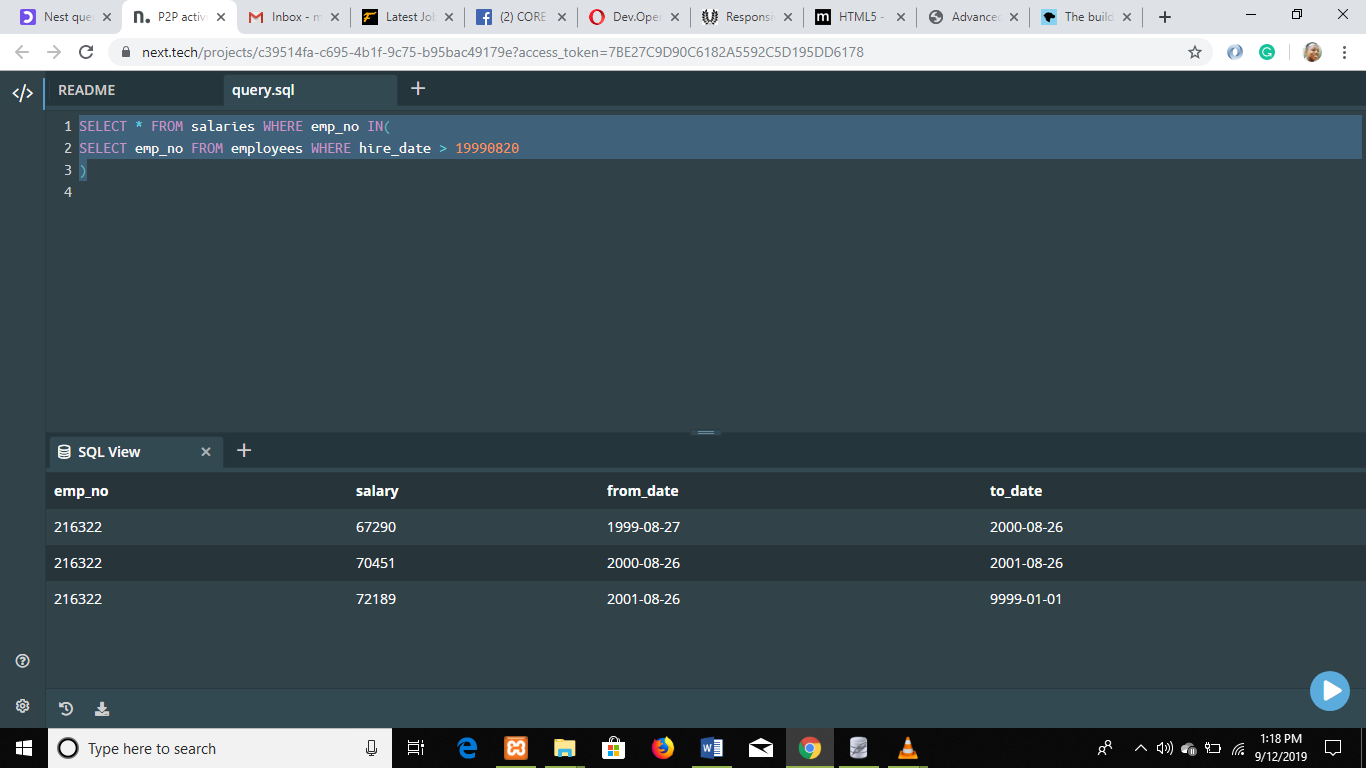 Nest que
P2P activ
Inbox - m
Latest Jo
(2) CORE
Dev.Ope
Responsi
HTML5 -
Advance
The build
next.tech/projects/c39514fa-c695-4b1f-9c75-b95bac49179e?access_token=7BE27C9D90C6182A5592C5D195DD6178
README
query.sql
1 SELECT * FROM salaries WHERE emp_no IN(
2 SELECT emp_no FROM employees WHERE hire_date > 19990820
3 )
4
SQL View
emp_no salary from_date to_date
216322 67290 1999-08-27 2000-08-26
216322 70451 2000-08-26 2001-08-26
216322 72189 2001-08-26 9999-01-01
Type here to search
1:18 PM
9/12/2019